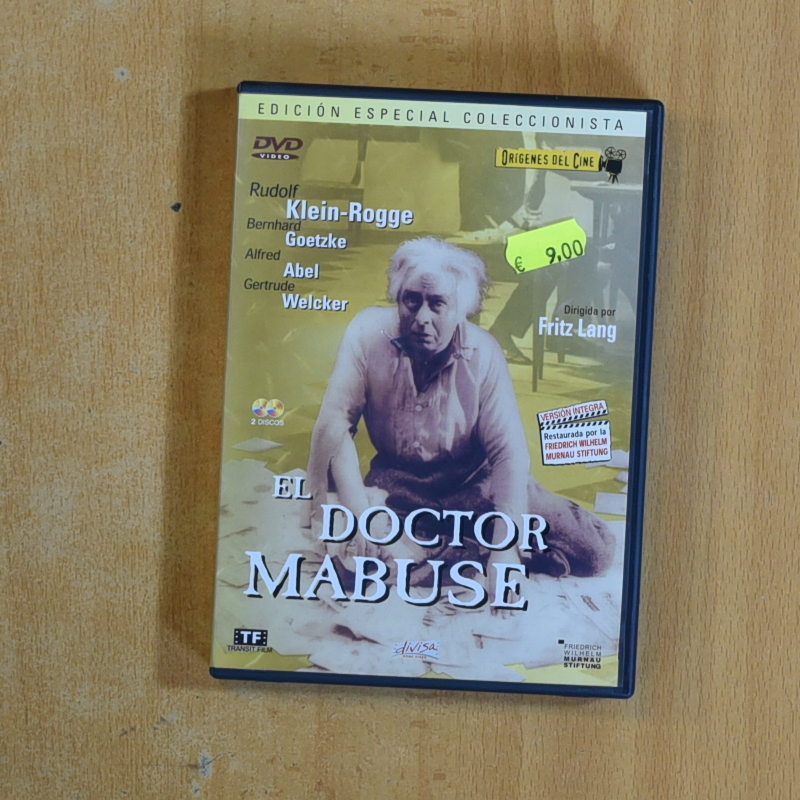 EDICIÓN ESPECIAL COLECCIONISTA
DVD
VIDEO
ORÍGENES DEL CINE
Rudolf
Klein-Rogge
Bernhard
Goetzke
Alfred
Abel
Gertrude
Welcker
€ 9,00
Dirigida por
Fritz Lang
2 DISCOS
VERSIÓN ÍNTEGRA
Restaurada por la
FRIEDRICH WILHELM
MURNAU STIFTUNG
EL
DOCTOR
MABUSE
TF
TRANSIT FILM
divisa
FRIEDRICH
WILHELM
MURNAU
STIFTUNG